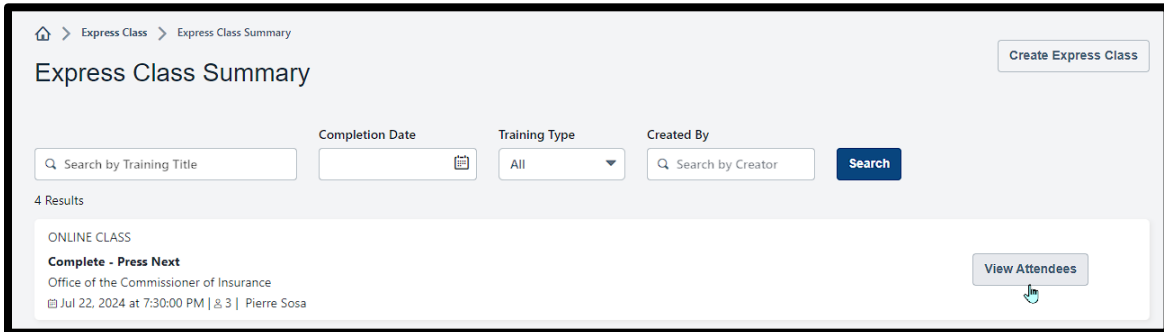 Express Class > Express Class Summary
Create Express Class
Express Class Summary
Completion Date
Training Type
Created By
Search by Training Title
All
Search by Creator
Search
4 Results
ONLINE CLASS
Complete - Press Next
Office of the Commissioner of Insurance
Jul 22, 2024 at 7:30:00 PM | 3 | Pierre Sosa
View Attendees